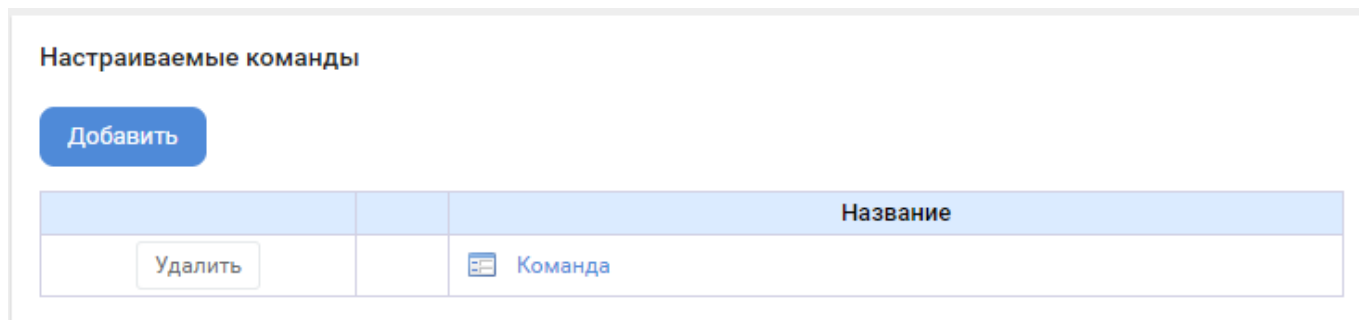 Настраиваемые команды
Добавить
Название
Удалить Команда